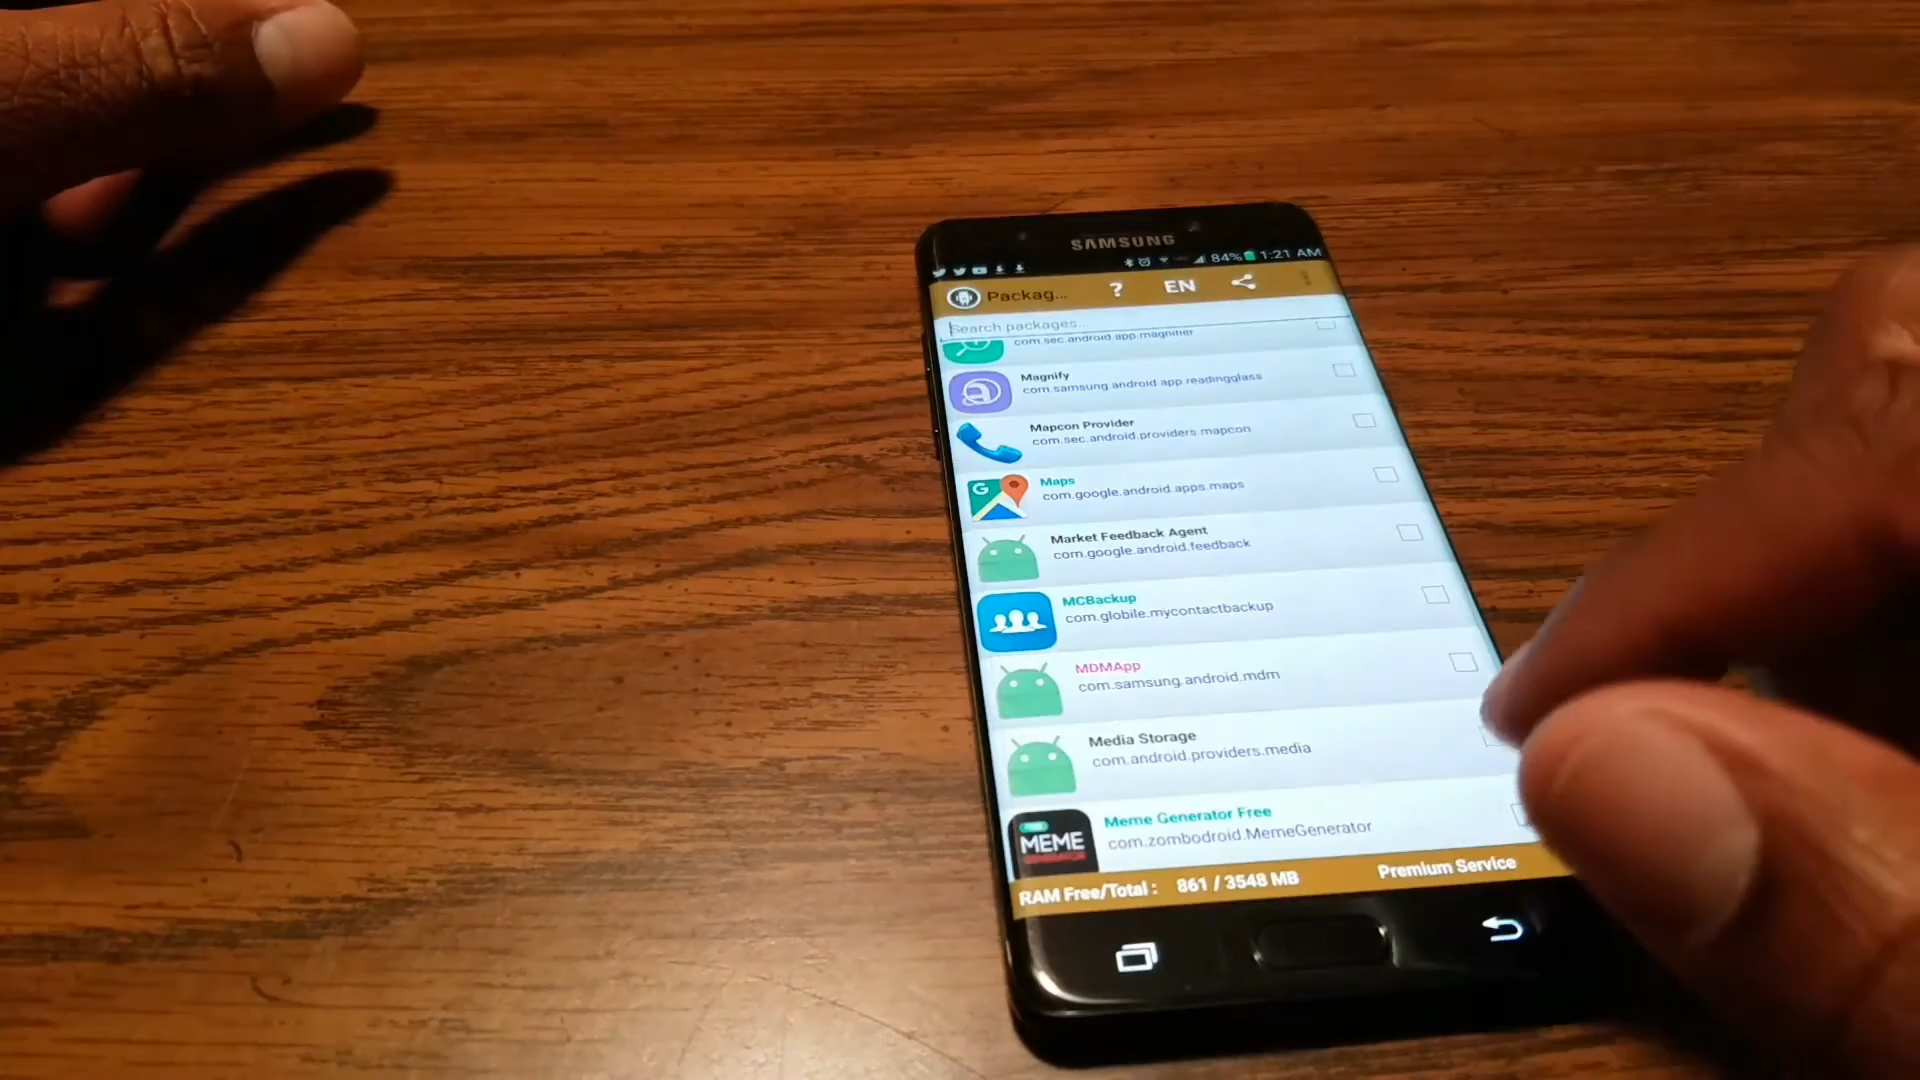 SAMSUNG
84% 1:21 AM
Packag... ? EN
Search packages...
com.sec.android.app.magnifier
Magnify
com.samsung.android.app.readingglass
Mapcon Provider
com.sec.android.providers.mapcon
G
Maps
com.google.android.apps.maps
Market Feedback Agent
com.google.android.feedback
MCBackup
com.globile.mycontactbackup
MDMApp
com.samsung.android.mdm
Media Storage
com.android.providers.media
Meme Generator Free
com.zombodroid.MemeGenerator
FREE
MEME
GENERATOR
RAM Free/Total : 861 / 3548 MB Premium Service